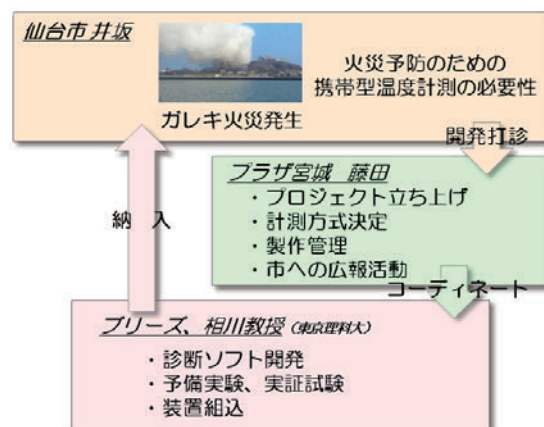 仙台市 井坂
火災予防のための
携帯型温度計測の必要性
ガレキ火災発生
開発打診
プラザ宮城 藤田
・プロジェクト立ち上げ
・計測方式決定
・製作管理
・市への広報活動
納 入
コーディネート
ブリーズ、相川教授（東京理科大）
・診断ソフト開発
・予備実験、実証試験
・装置組込